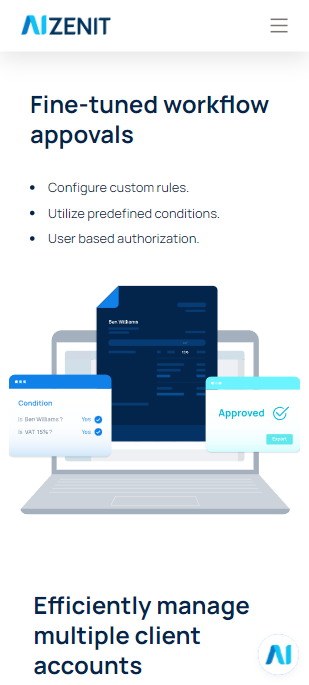 AIZENIT
Fine-tuned workflow
appovals
Configure custom rules.
Utilize predefined conditions.
User based authorization.
Ben Williams
15%
Condition
Is Ben Williams ? Yes
Is VAT 15% ? Yes
Approved
Export
Efficiently manage
multiple client
accounts
AI